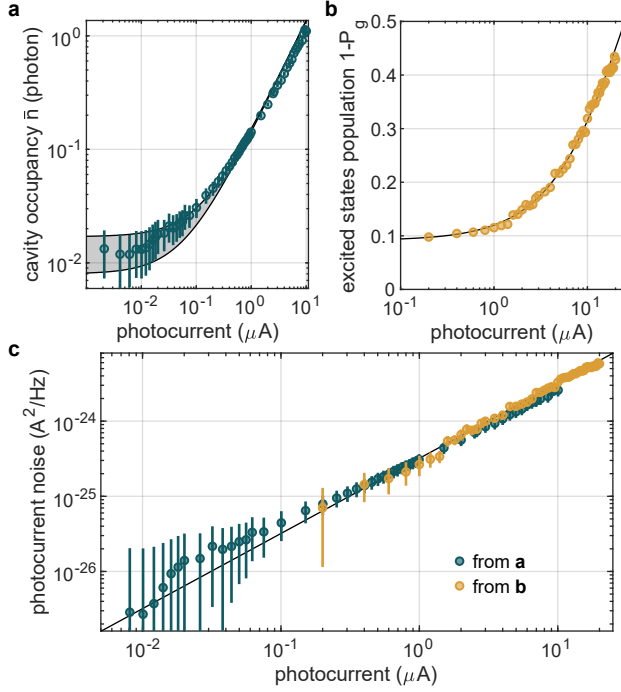 a
cavity occupancy n̄ (photon)
10^0
10^-1
10^-2
10^-2
10^-1
10^0
10^1
photocurrent (μA)
b
excited states population 1-P_g
0.5
0.4
0.3
0.2
0.1
0
10^-1
10^0
10^1
photocurrent (μA)
c
photocurrent noise (A^2/Hz)
10^-24
10^-25
10^-26
from a
from b
10^-2
10^-1
10^0
10^1
photocurrent (μA)